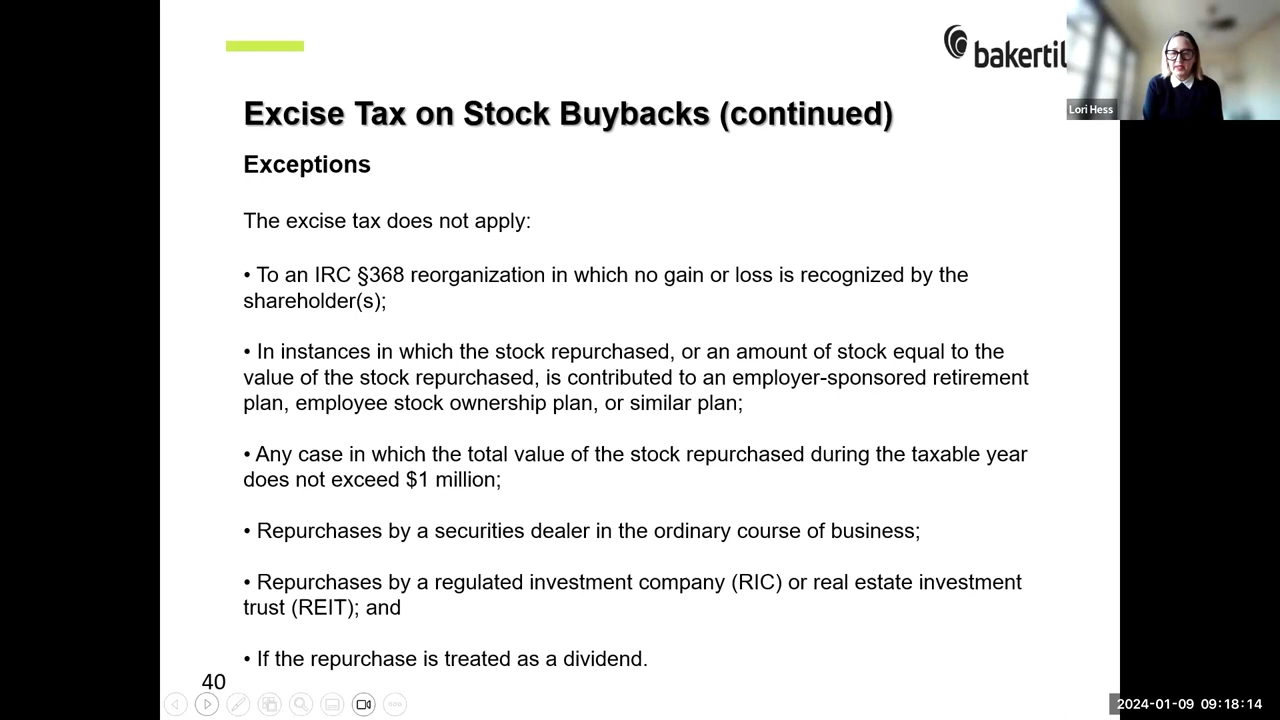 bakertil
Lori Hess
Excise Tax on Stock Buybacks (continued)
Exceptions
The excise tax does not apply:
• To an IRC §368 reorganization in which no gain or loss is recognized by the
shareholder(s);
• In instances in which the stock repurchased, or an amount of stock equal to the
value of the stock repurchased, is contributed to an employer-sponsored retirement
plan, employee stock ownership plan, or similar plan;
• Any case in which the total value of the stock repurchased during the taxable year
does not exceed $1 million;
• Repurchases by a securities dealer in the ordinary course of business;
• Repurchases by a regulated investment company (RIC) or real estate investment
trust (REIT); and
• If the repurchase is treated as a dividend.
40
2024-01-09 09:18:14